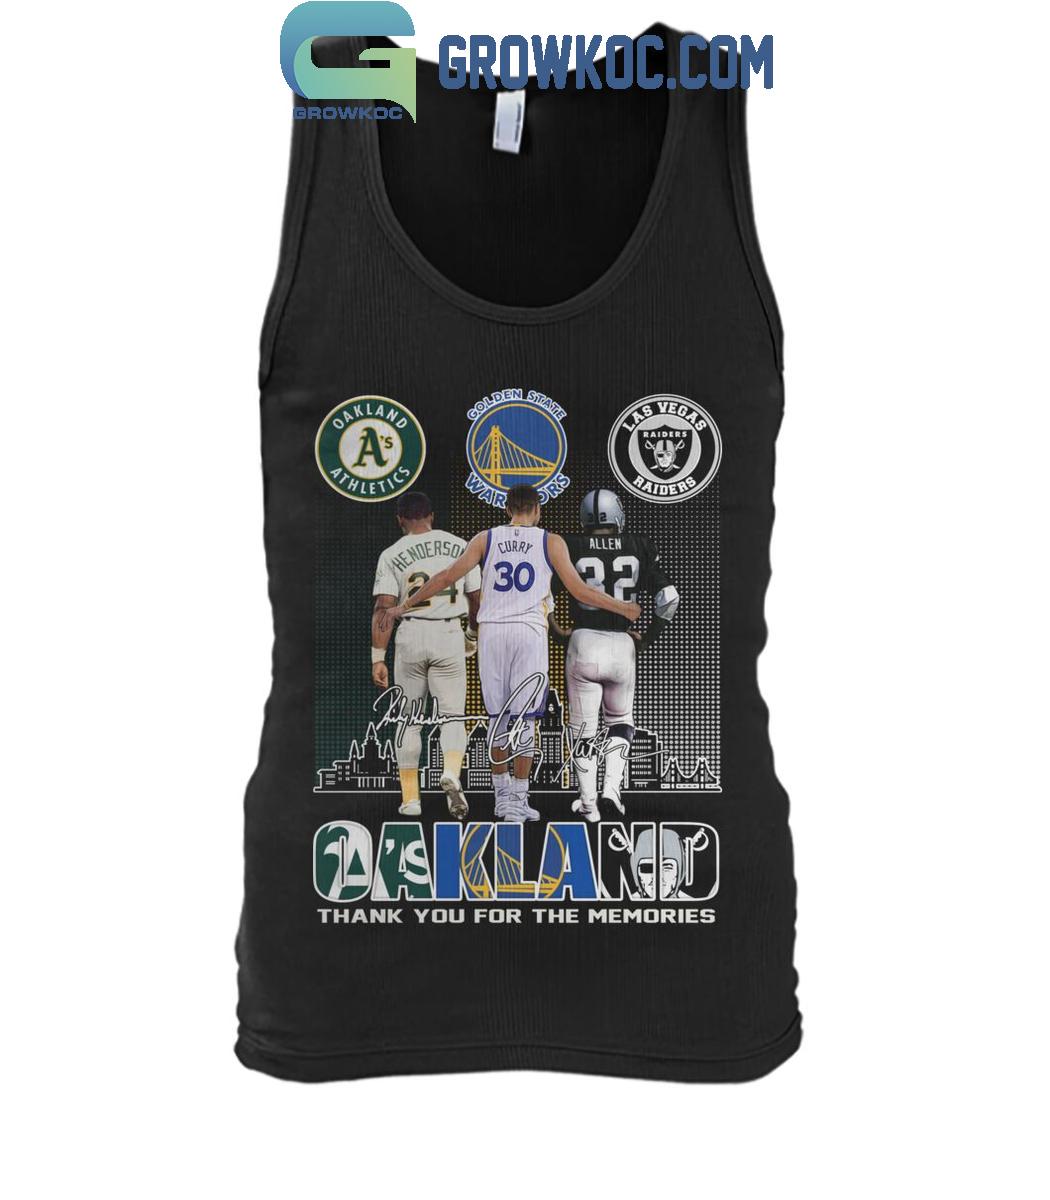 GROWKOC
GROWKOC.COM
OAKLAND
A's
ATHLETICS
GOLDEN STATE
WARRIORS
LAS VEGAS
RAIDERS
RAIDERS
HENDERSON
24
CURRY
30
32
ALLEN
32
OAKLAND
THANK YOU FOR THE MEMORIES